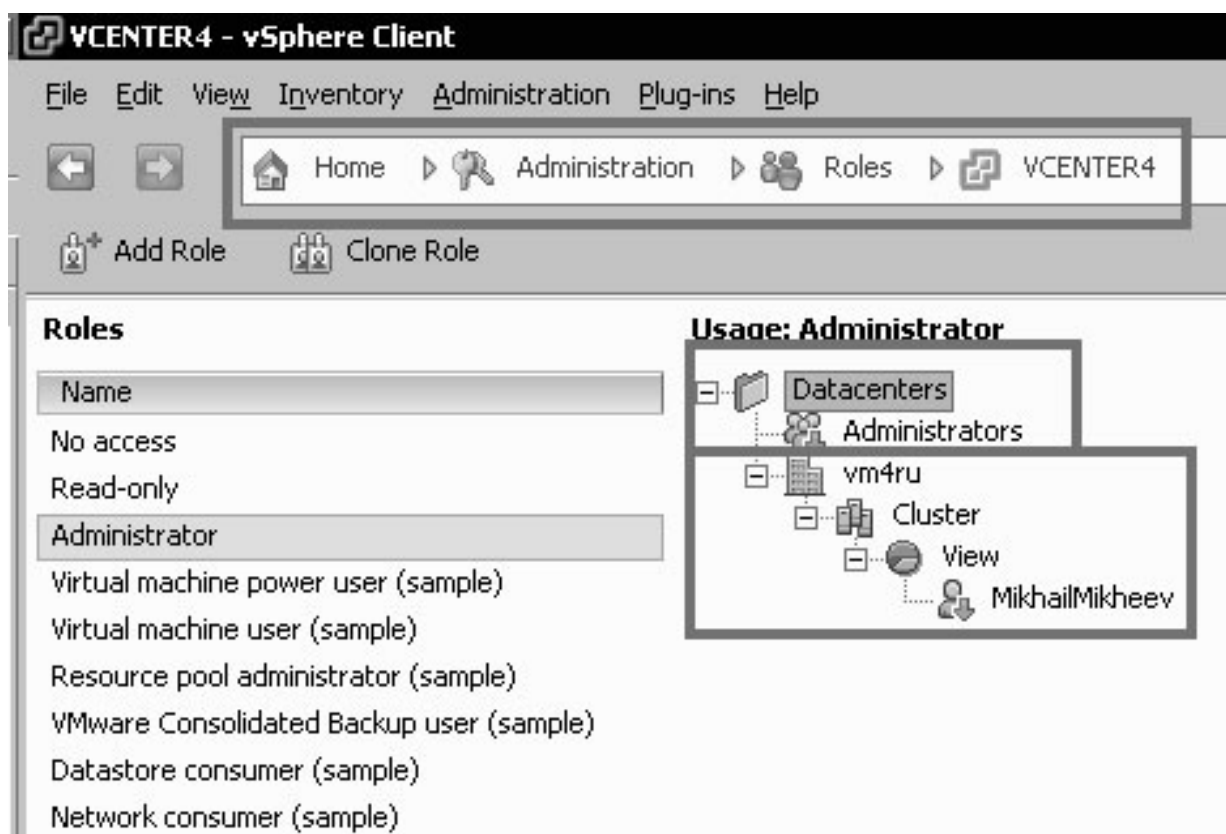 VCENTER4 - vSphere Client
File Edit View Inventory Administration Plug-ins Help
Home Administration Roles VCENTER4
Add Role Clone Role
Roles
Name
No access
Read-only
Administrator
Virtual machine power user (sample)
Virtual machine user (sample)
Resource pool administrator (sample)
VMware Consolidated Backup user (sample)
Datastore consumer (sample)
Network consumer (sample)
Usage: Administrator
Datacenters
Administrators
vm4ru
Cluster
View
MikhailMikheev